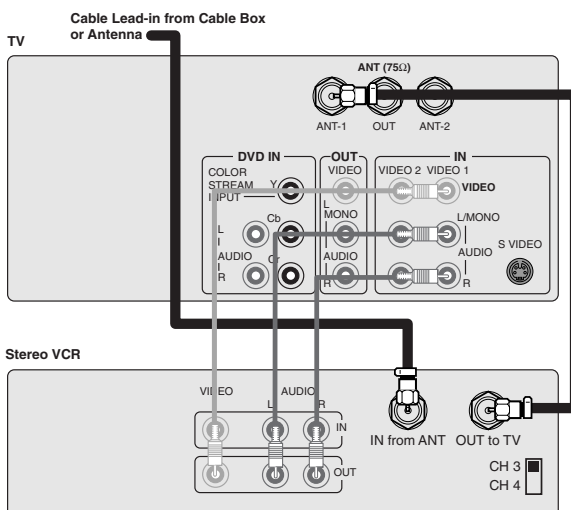 Cable Lead-in from Cable Box
or Antenna
TV
ANT (75Ω)
ANT-1 OUT ANT-2
DVD IN OUT IN
COLOR
STREAM
INPUT
Y
VIDEO
VIDEO 2 VIDEO 1
VIDEO
L
MONO
Cb
L/MONO
L
AUDIO
R
Cr
AUDIO
R
AUDIO
R
S VIDEO
Stereo VCR
VIDEO AUDIO
L R
IN
IN from ANT OUT to TV
OUT
CH 3
CH 4